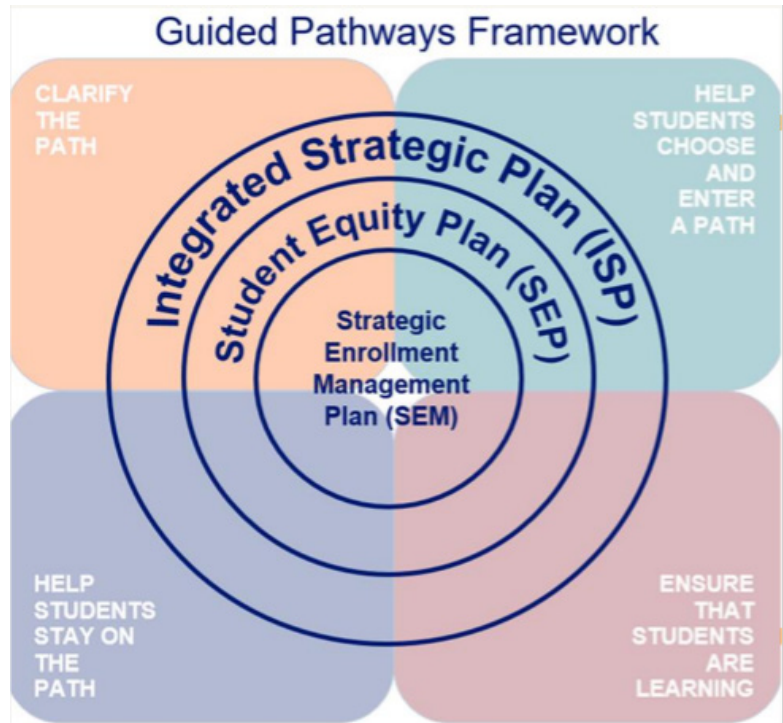 Guided Pathways Framework
CLARIFY
THE
PATH
HELP
STUDENTS
CHOOSE
AND
ENTER
A PATH
Integrated Strategic Plan (ISP)
Student Equity Plan (SEP)
Strategic
Enrollment
Management
Plan (SEM)
HELP
STUDENTS
STAY ON
THE
PATH
ENSURE
THAT
STUDENTS
ARE
LEARNING